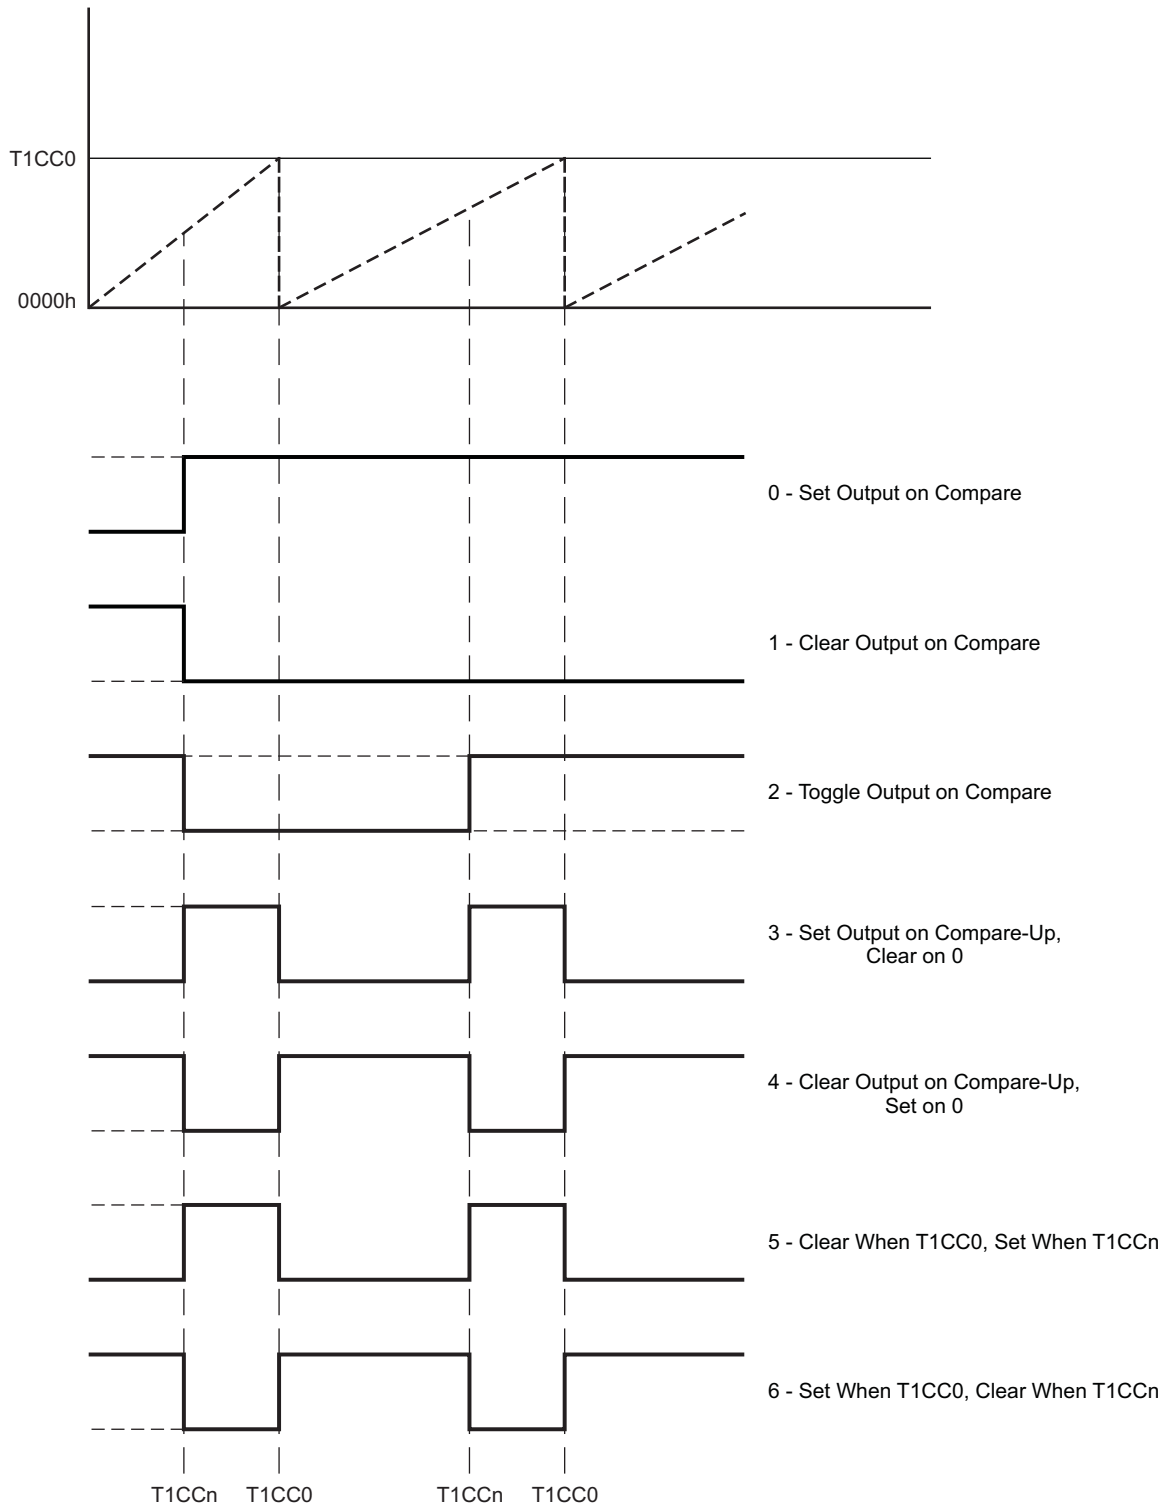 T1CC0
0000h
0 - Set Output on Compare
1 - Clear Output on Compare
2 - Toggle Output on Compare
3 - Set Output on Compare-Up,
Clear on 0
4 - Clear Output on Compare-Up,
Set on 0
5 - Clear When T1CC0, Set When T1CCn
6 - Set When T1CC0, Clear When T1CCn
T1CCn T1CC0 T1CCn T1CC0